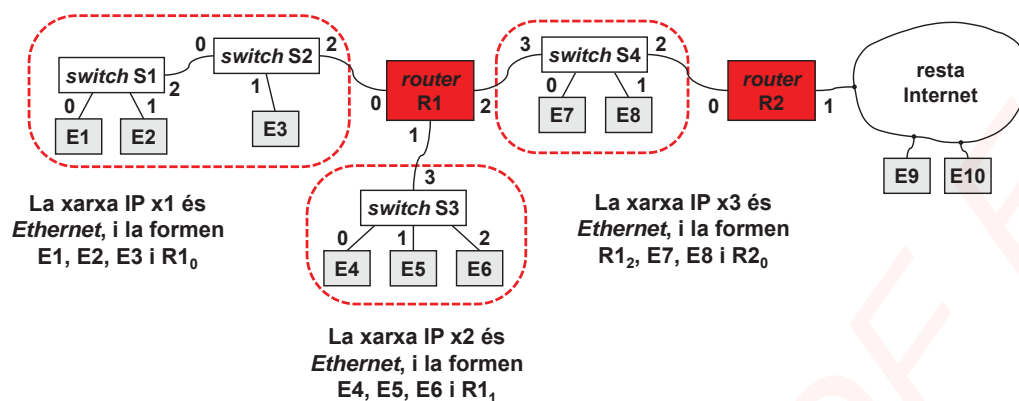 0
switch S2
2
switch S1
2
0
1
1
E1
E2
E3
0
router
R1
2
1
3
switch S4
2
0
1
E7
E8
0
router
R2
1
resta
Internet
E9
E10
3
switch S3
0
1
2
E4
E5
E6
La xarxa IP x1 és
Ethernet, i la formen
E1, E2, E3 i R1₀
La xarxa IP x3 és
Ethernet, i la formen
R1₂, E7, E8 i R2₀
La xarxa IP x2 és
Ethernet, i la formen
E4, E5, E6 i R1₁